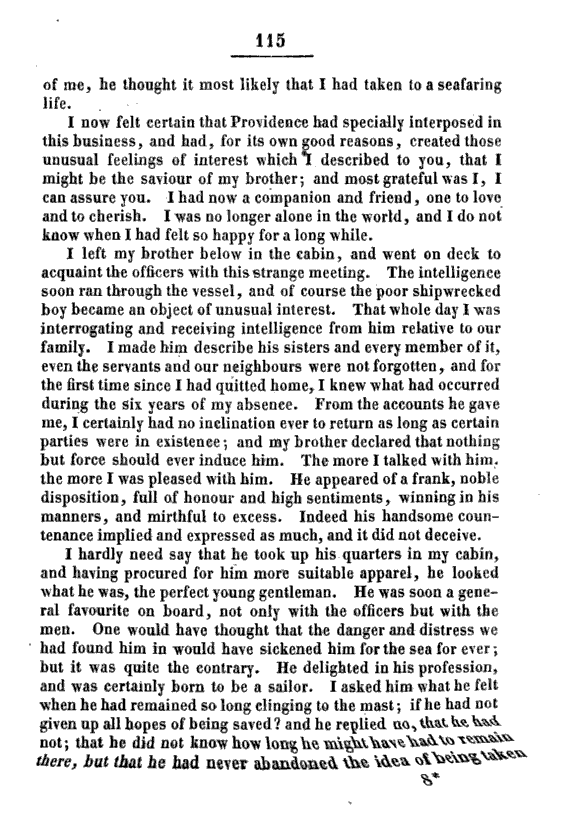 115
of me, he thought it most likely that I had taken to a seafaring
life.
I now felt certain that Providence had specially interposed in
this business, and had, for its own good reasons, created those
unusual feelings of interest which I described to you, that I
might be the saviour of my brother; and most grateful was I, I
can assure you. I had now a companion and friend, one to love
and to cherish. I was no longer alone in the world, and I do not
know when I had felt so happy for a long while.
I left my brother below in the cabin, and went on deck to
acquaint the officers with this strange meeting. The intelligence
soon ran through the vessel, and of course the poor shipwrecked
boy became an object of unusual interest. That whole day I was
interrogating and receiving intelligence from him relative to our
family. I made him describe his sisters and every member of it,
even the servants and our neighbours were not forgotten, and for
the first time since I had quitted home, I knew what had occurred
during the six years of my absence. From the accounts he gave
me, I certainly had no inclination ever to return as long as certain
parties were in existence; and my brother declared that nothing
but force should ever induce him. The more I talked with him,
the more I was pleased with him. He appeared of a frank, noble
disposition, full of honour and high sentiments, winning in his
manners, and mirthful to excess. Indeed his handsome coun-
tenance implied and expressed as much, and it did not deceive.
I hardly need say that he took up his quarters in my cabin,
and having procured for him more suitable apparel, he looked
what he was, the perfect young gentleman. He was soon a gene-
ral favourite on board, not only with the officers but with the
men. One would have thought that the danger and distress we
had found him in would have sickened him for the sea for ever;
but it was quite the contrary. He delighted in his profession,
and was certainly born to be a sailor. I asked him what he felt
when he had remained so long clinging to the mast; if he had not
given up all hopes of being saved? and he replied no, that he had
not; that he did not know how long he might have had to remain
there, but that he had never abandoned the idea of being taken
8*